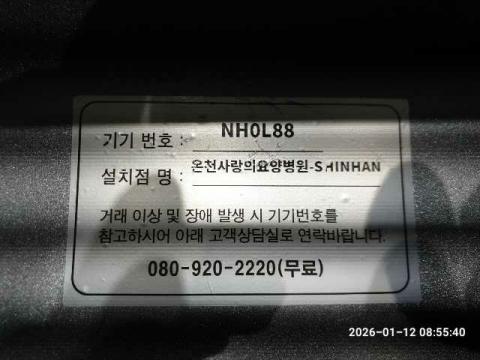 기기 번호 : NH0L88
설치점 명 : 온천사랑의요양병원-SHINHAN
거래 이상 및 장애 발생 시 기기번호를
참고하시어 아래 고객상담실로 연락바랍니다.
080-920-2220(무료)
2026-01-12 08:55:40